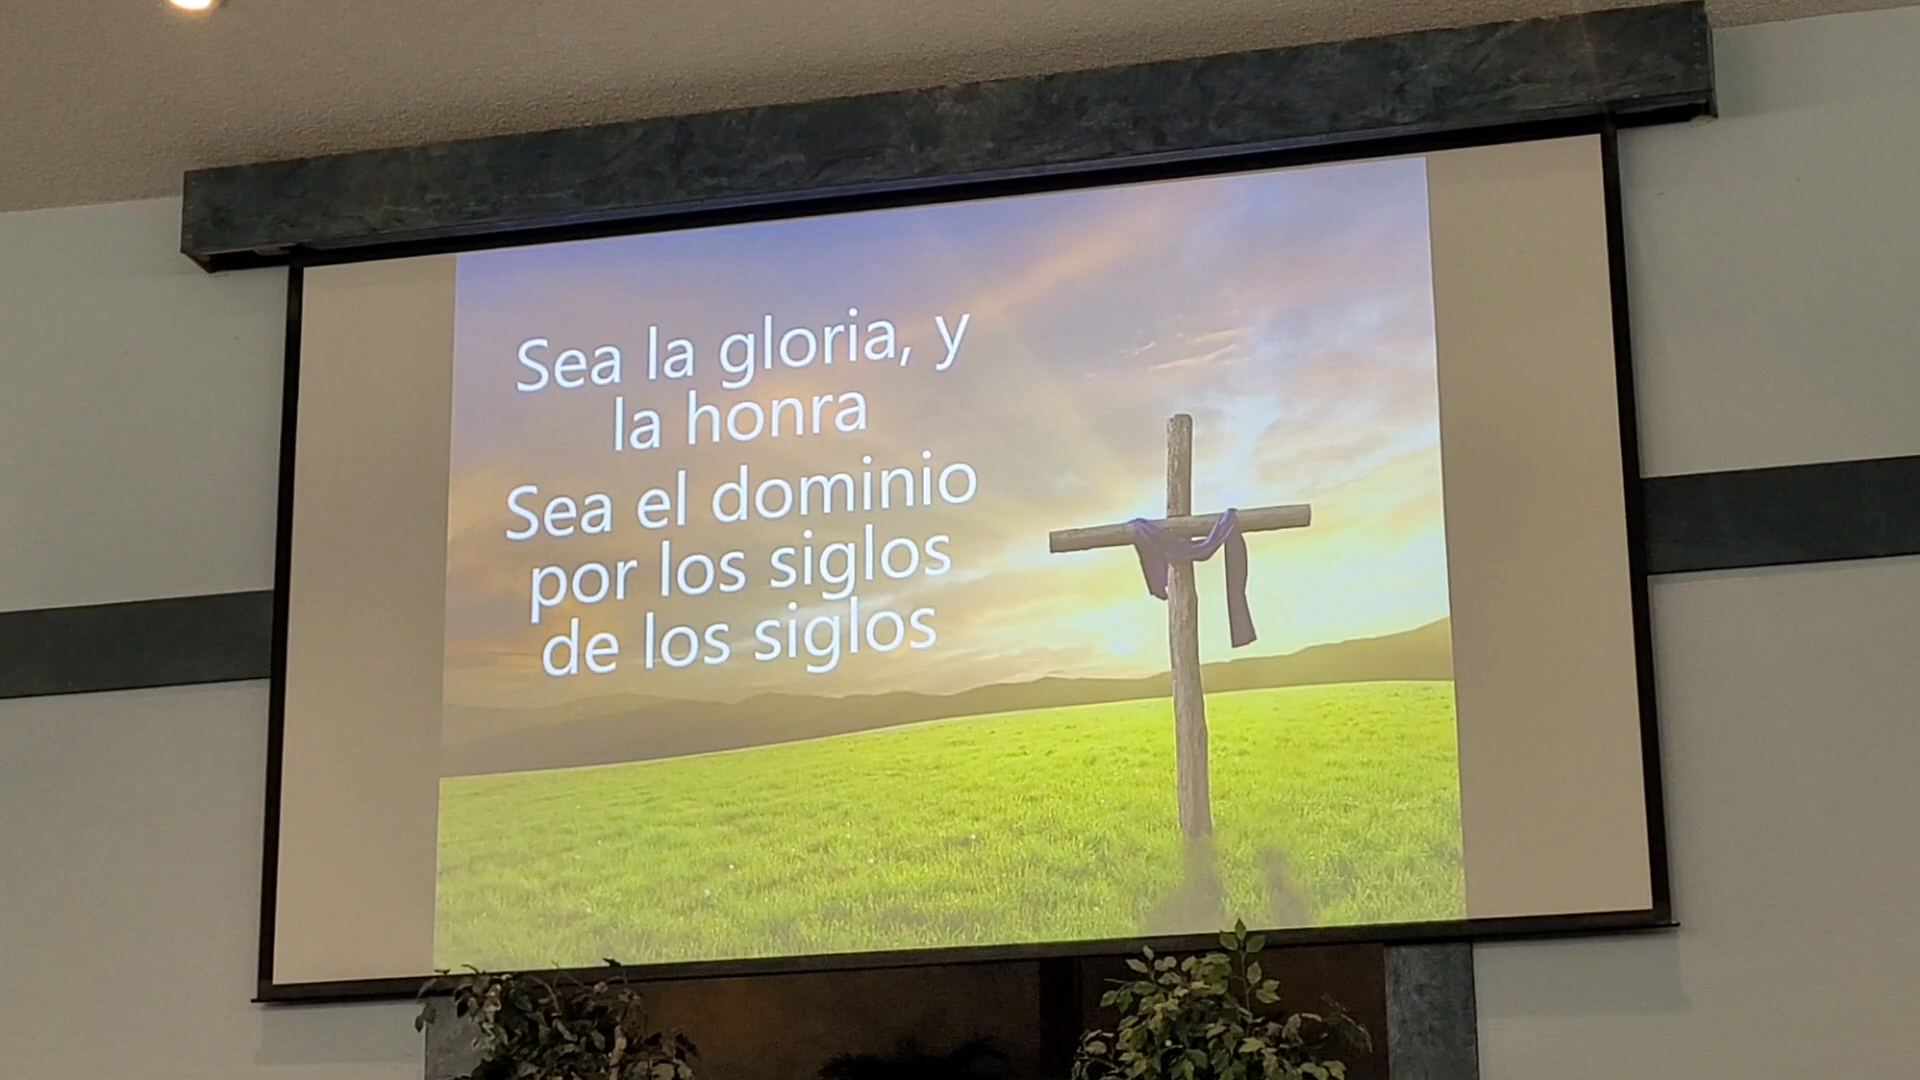 Sea la gloria, y
la honra
Sea el dominio
por los siglos
de los siglos